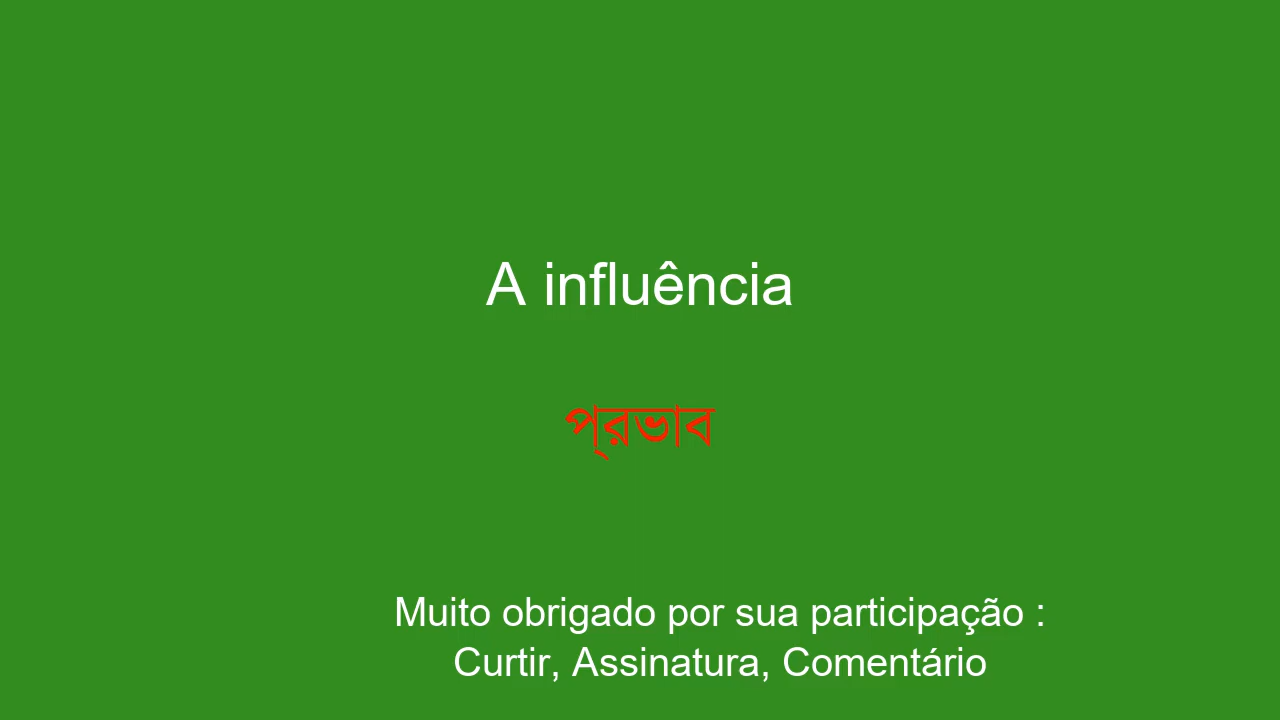 A influência
প্রভাব
Muito obrigado por sua participação :
Curtir, Assinatura, Comentário